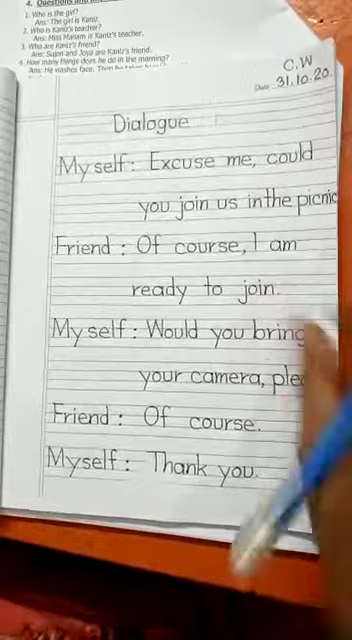 4. Questions and
1. Who is the girl?
Ans: The girl is Kaniz.
2. Who is Kaniz's teacher?
Ans: Miss Mariam is Kaniz's teacher.
3. Who are Kaniz's friend?
Ans: Sujon and Joya are Kaniz's friend.
4. How many things does he do in the morning?
Ans: He washes face. Then he
C.W
Date 31.10.20
Dialogue
Myself: Excuse me, could
you join us in the picnic
Friend: Of course, I am
ready to join.
Myself: Would you bring
your camera,
Friend: Of course.
Myself: Thank you.